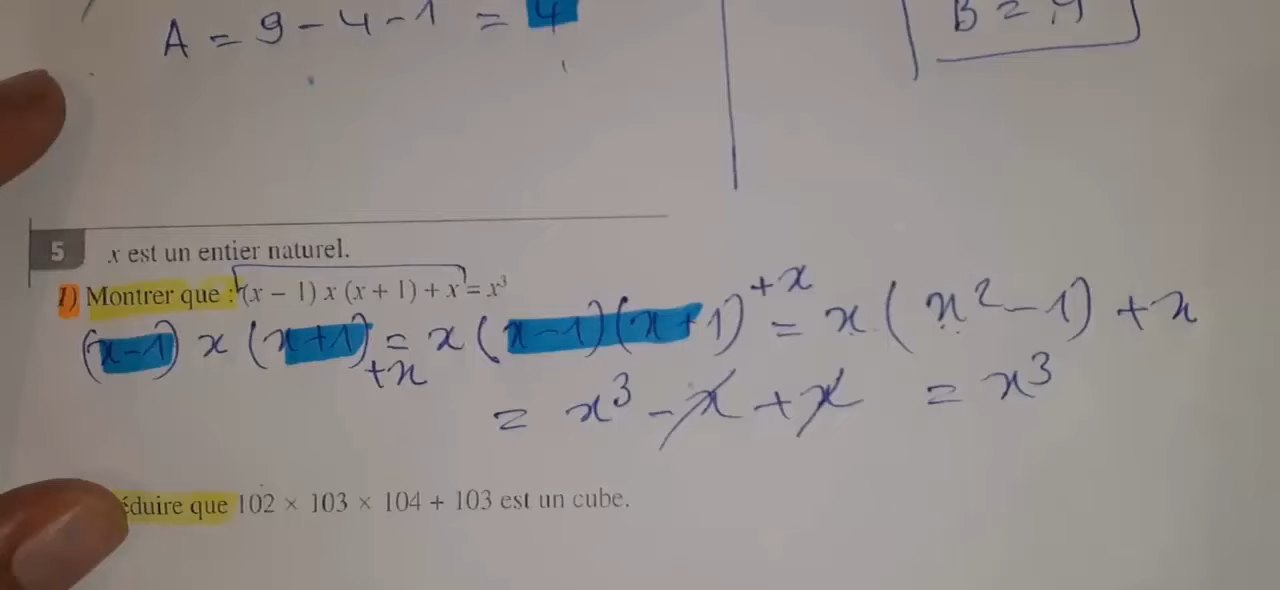 A = 9 - 4 - 1 = 4
B =
5 x est un entier naturel.
1) Montrer que : (x − 1) x (x + 1) + x = x³
(x-1) x (x+1) + x = x (x-1)(x+1) + x = x (x² - 1) + x
= x³ - x + x = x³
éduire que 102 × 103 × 104 + 103 est un cube.